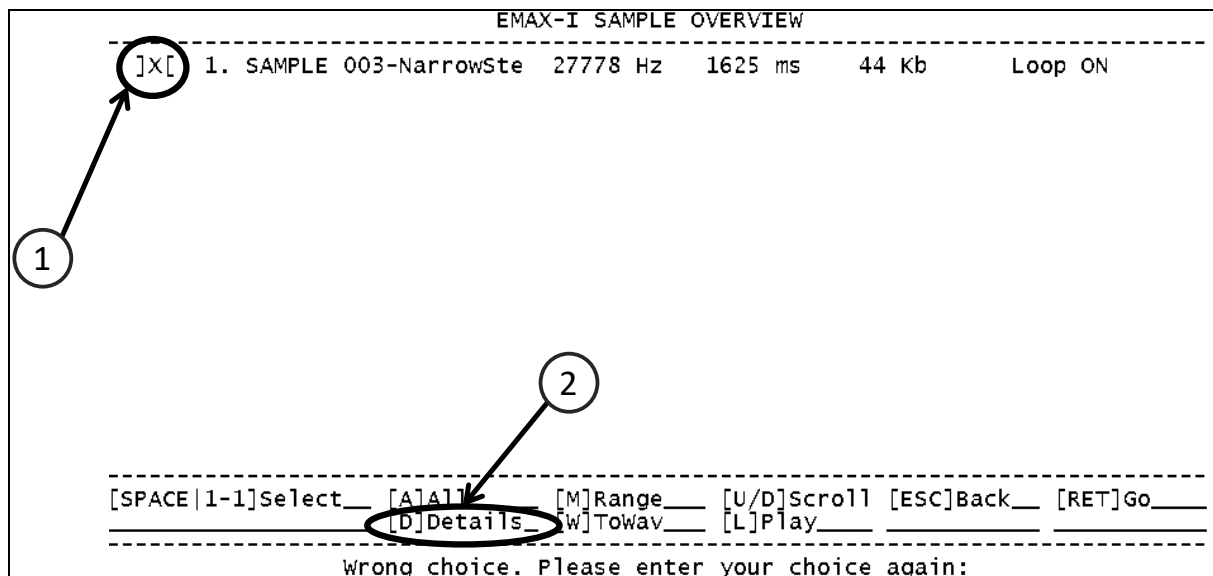 EMAX-I SAMPLE OVERVIEW
]X[ 1. SAMPLE 003-NarrowSte 27778 Hz 1625 ms 44 Kb Loop ON
1
2
[SPACE|1-1]Select__ [A]All [M]Range___ [U/D]Scroll [ESC]Back__ [RET]Go____
[D]Details_ [W]ToWav___ [L]Play____
Wrong choice. Please enter your choice again: